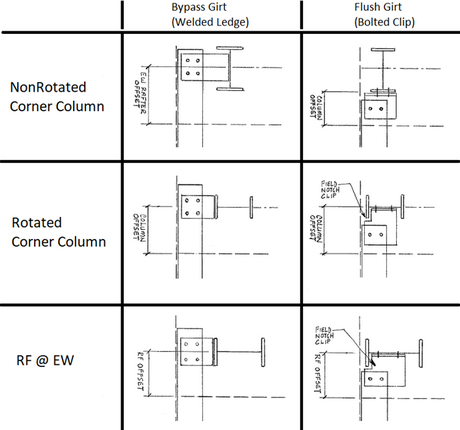 Bypass Girt
(Welded Ledge)
Flush Girt
(Bolted Clip)
NonRotated
Corner Column
EW RAFTER
OFFSET
COLUMN
OFFSET
Rotated
Corner Column
COLUMN
OFFSET
FIELD
NOTCH
CLIP
COLUMN
OFFSET
RF @ EW
RF OFFSET
FIELD
NOTCH
CLIP
RF OFFSET